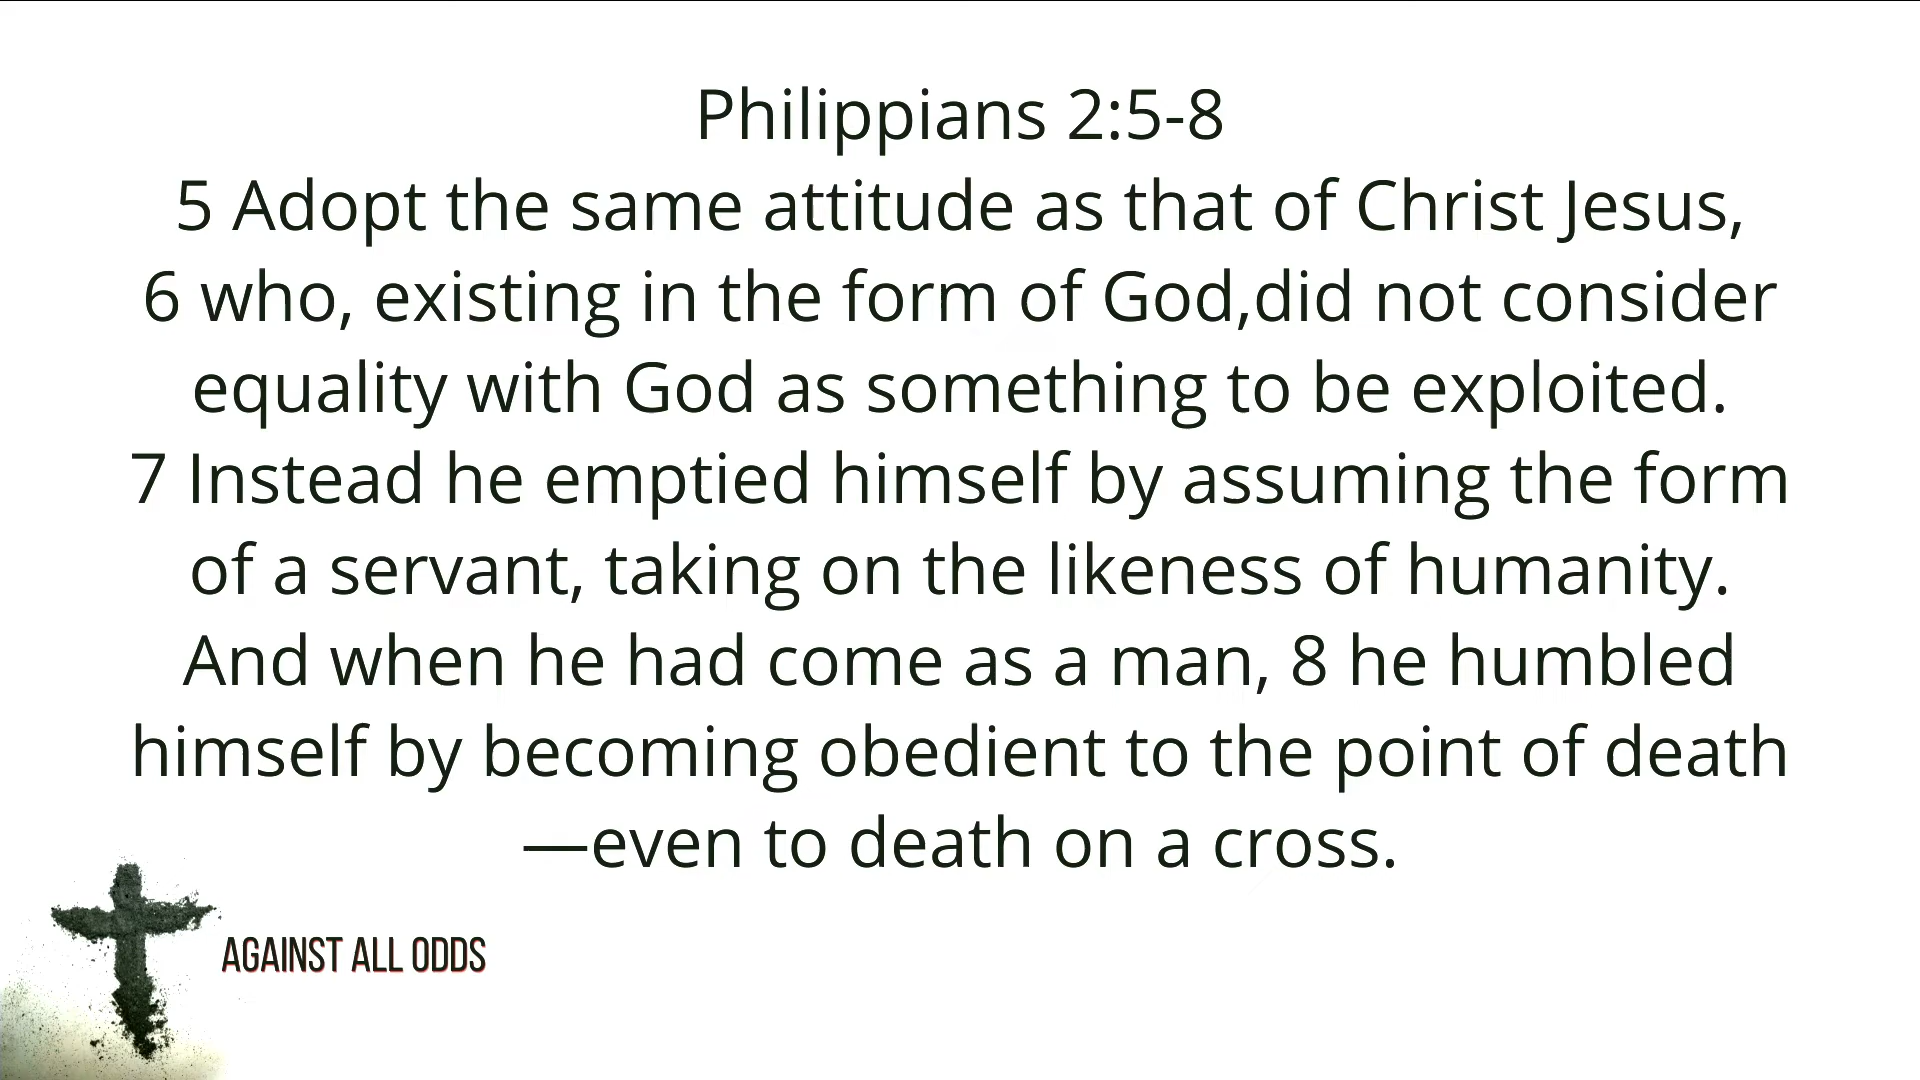 Philippians 2:5-8
5 Adopt the same attitude as that of Christ Jesus,
6 who, existing in the form of God,did not consider
equality with God as something to be exploited.
7 Instead he emptied himself by assuming the form
of a servant, taking on the likeness of humanity.
And when he had come as a man, 8 he humbled
himself by becoming obedient to the point of death
—even to death on a cross.
AGAINST ALL ODDS